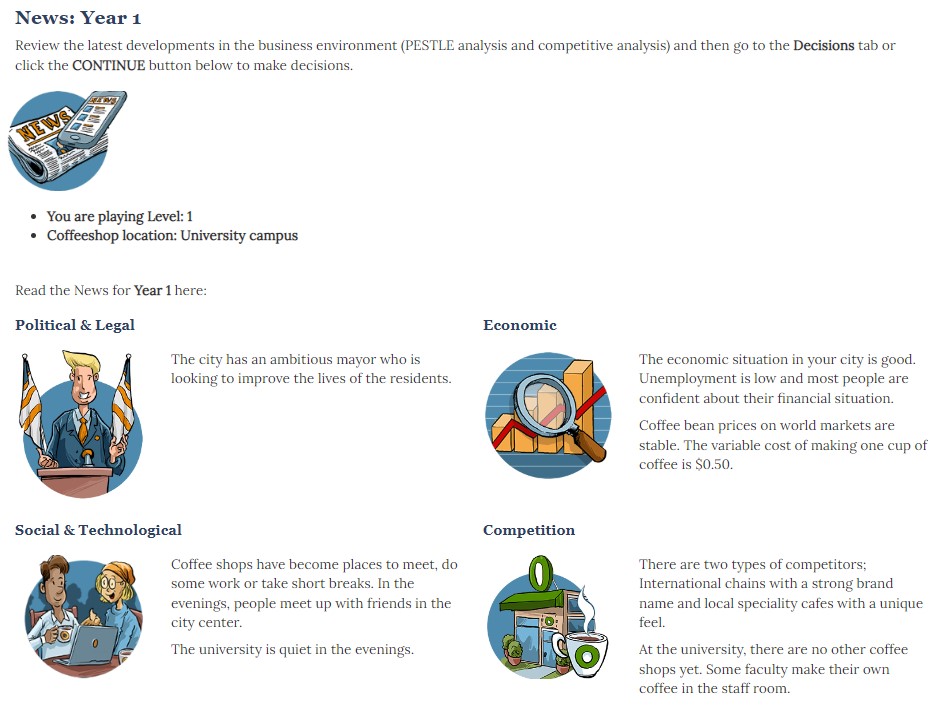 News: Year 1
Review the latest developments in the business environment (PESTLE analysis and competitive analysis) and then go to the Decisions tab or
click the CONTINUE button below to make decisions.
NEWS
NEWS
• You are playing Level: 1
• Coffeeshop location: University campus
Read the News for Year 1 here:
Political & Legal
The city has an ambitious mayor who is
looking to improve the lives of the residents.
Economic
The economic situation in your city is good.
Unemployment is low and most people are
confident about their financial situation.
Coffee bean prices on world markets are
stable. The variable cost of making one cup of
coffee is $0.50.
Social & Technological
Coffee shops have become places to meet, do
some work or take short breaks. In the
evenings, people meet up with friends in the
city center.
The university is quiet in the evenings.
Competition
There are two types of competitors;
International chains with a strong brand
name and local speciality cafes with a unique
feel.
At the university, there are no other coffee
shops yet. Some faculty make their own
coffee in the staff room.